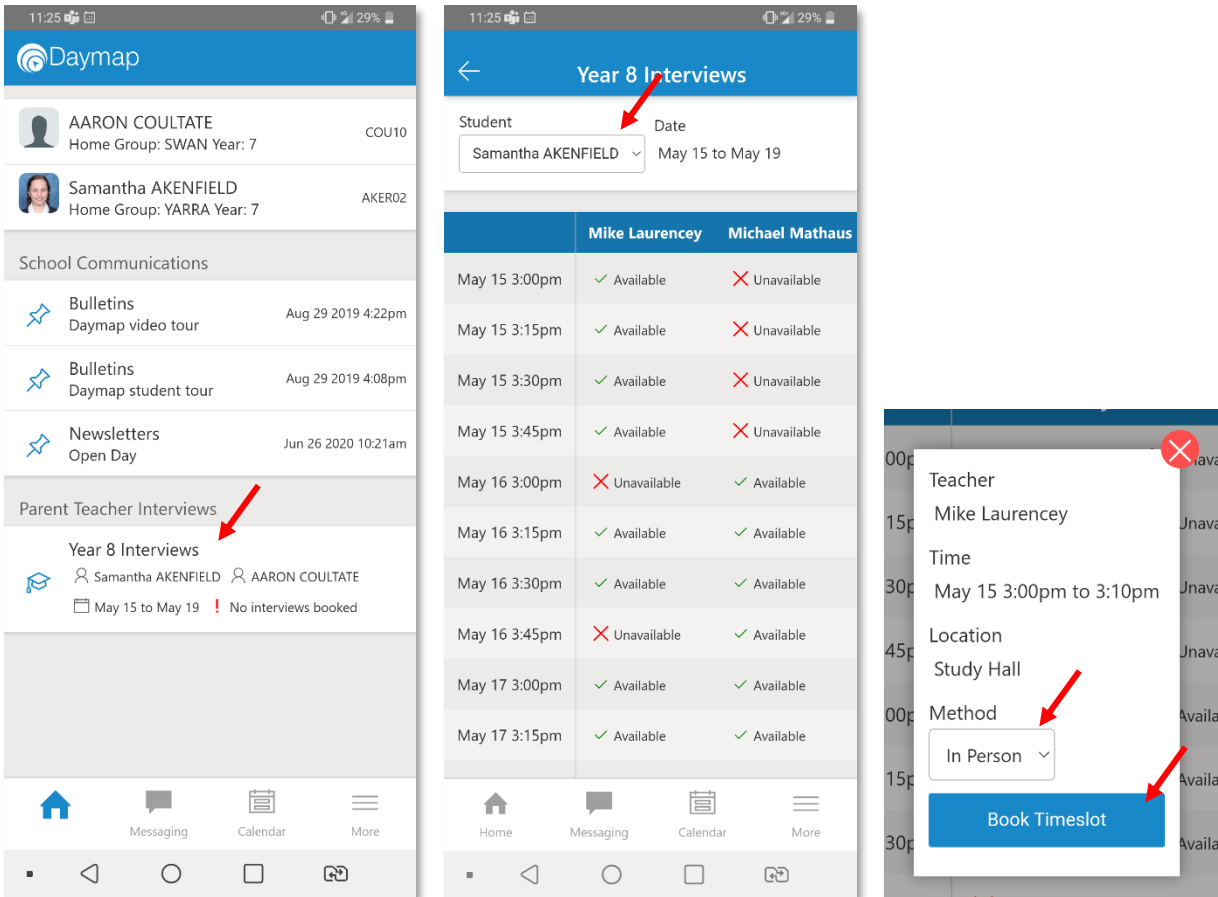 11:25
29%
Daymap
AARON COULTATE
Home Group: SWAN Year: 7
COU10
Samantha AKENFIELD
Home Group: YARRA Year: 7
AKER02
School Communications
Bulletins
Daymap video tour
Aug 29 2019 4:22pm
Bulletins
Daymap student tour
Aug 29 2019 4:08pm
Newsletters
Open Day
Jun 26 2020 10:21am
Parent Teacher Interviews
Year 8 Interviews
Samantha AKENFIELD AARON COULTATE
May 15 to May 19 ! No interviews booked
Messaging Calendar More
11:25
29%
Year 8 Interviews
Student Date
Samantha AKENFIELD May 15 to May 19
Mike Laurencey Michael Mathaus
May 15 3:00pm Available Unavailable
May 15 3:15pm Available Unavailable
May 15 3:30pm Available Unavailable
May 15 3:45pm Available Unavailable
May 16 3:00pm Unavailable Available
May 16 3:15pm Available Available
May 16 3:30pm Available Available
May 16 3:45pm Unavailable Available
May 17 3:00pm Available Available
May 17 3:15pm Available Available
Home Messaging Calendar More
Teacher
Mike Laurencey
Time
May 15 3:00pm to 3:10pm
Location
Study Hall
Method
In Person
Book Timeslot